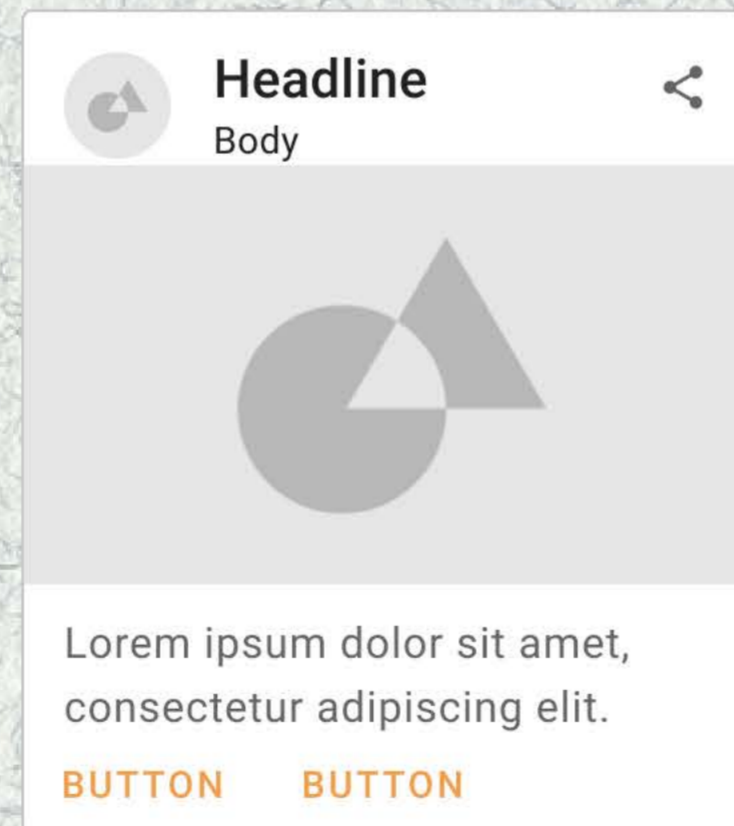 Headline
Body
Lorem ipsum dolor sit amet,
consectetur adipiscing elit.
BUTTON BUTTON